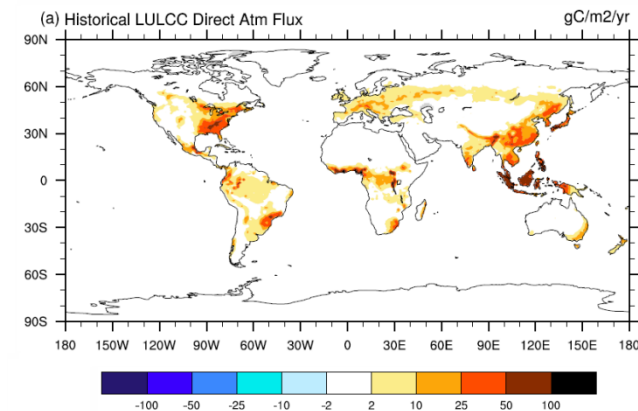 (a) Historical LULCC Direct Atm Flux gC/m2/yr
90N
60N
30N
0
30S
60S
90S
180 150W 120W 90W 60W 30W 0 30E 60E 90E 120E 150E 180
-100 -50 -25 -10 -2 2 10 25 50 100